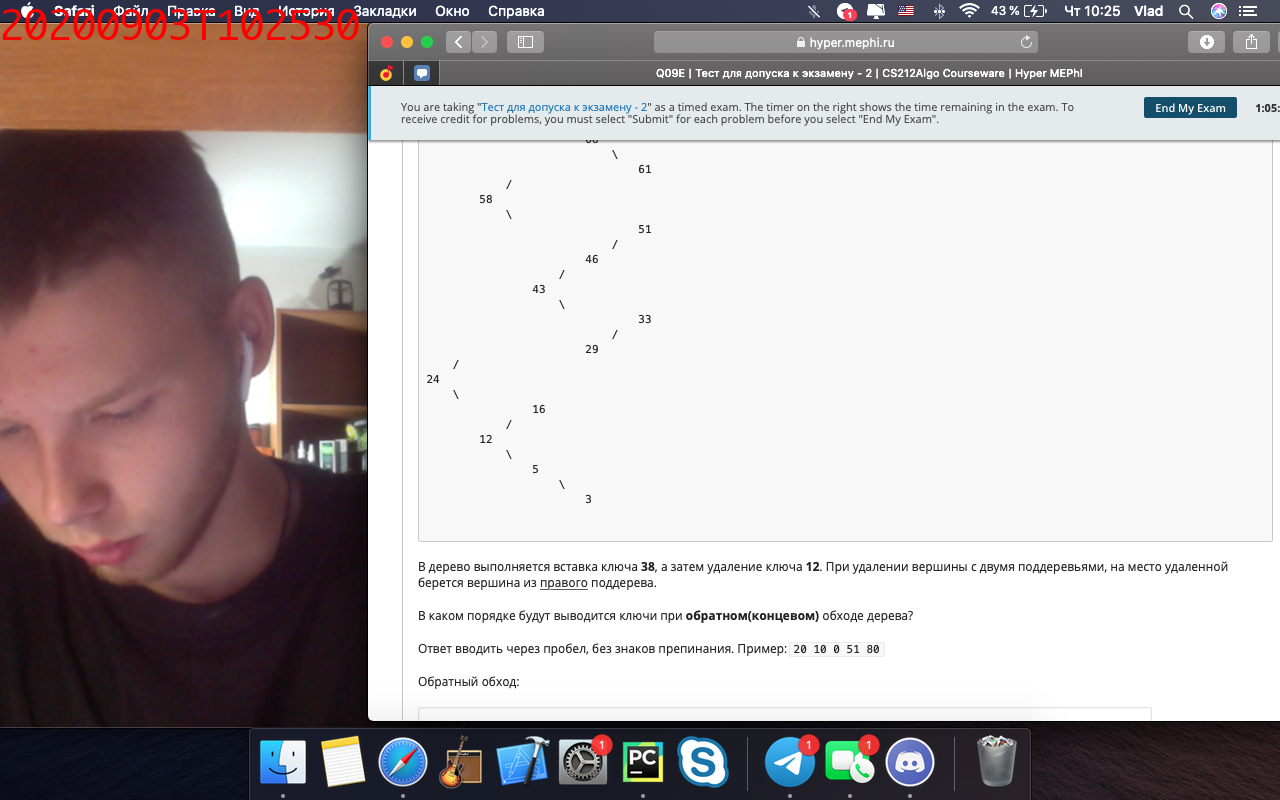 20200903T102530
Safari Файл Правка Вид История Закладки Окно Справка
1 43 % Чт 10:25 Vlad
hyper.mephi.ru
Q09E | Тест для допуска к экзамену - 2 | CS212Algo Courseware | Hyper MEPhI
You are taking "Тест для допуска к экзамену - 2" as a timed exam. The timer on the right shows the time remaining in the exam. To
receive credit for problems, you must select "Submit" for each problem before you select "End My Exam".
End My Exam
1:05:
\
61
/
58
\
51
/
46
/
43
\
33
/
29
/
24
\
16
/
12
\
5
\
3
В дерево выполняется вставка ключа 38, а затем удаление ключа 12. При удалении вершины с двумя поддеревьями, на место удаленной
берется вершина из правого поддерева.
В каком порядке будут выводится ключи при обратном(концевом) обходе дерева?
Ответ вводить через пробел, без знаков препинания. Пример: 20 10 0 51 80
Обратный обход:
1 PC S 1 1